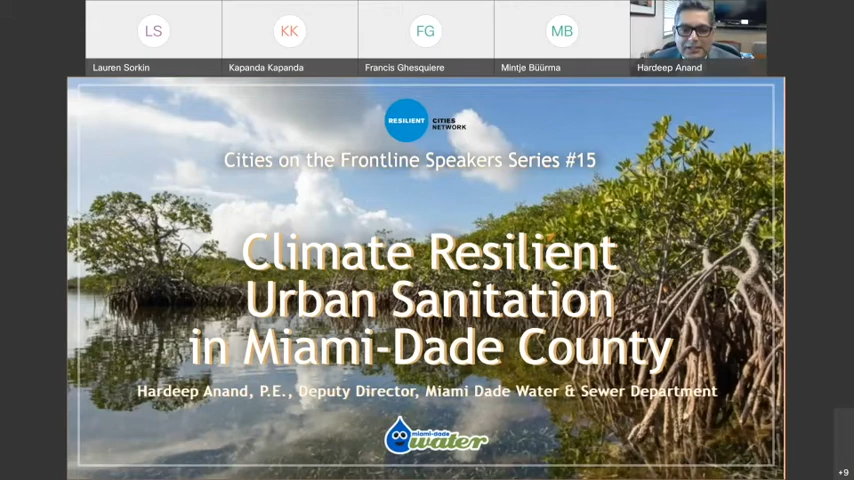 LS
KK
FG
MB
Lauren Sorkin
Kapanda Kapanda
Francis Ghesquiere
Mintje Büürma
Hardeep Anand
RESILIENT
CITIES
NETWORK
Cities on the Frontline Speakers Series #15
Climate Resilient
Urban Sanitation
in Miami-Dade County
Hardeep Anand, P.E., Deputy Director, Miami Dade Water & Sewer Department
miami-dade
water
+9